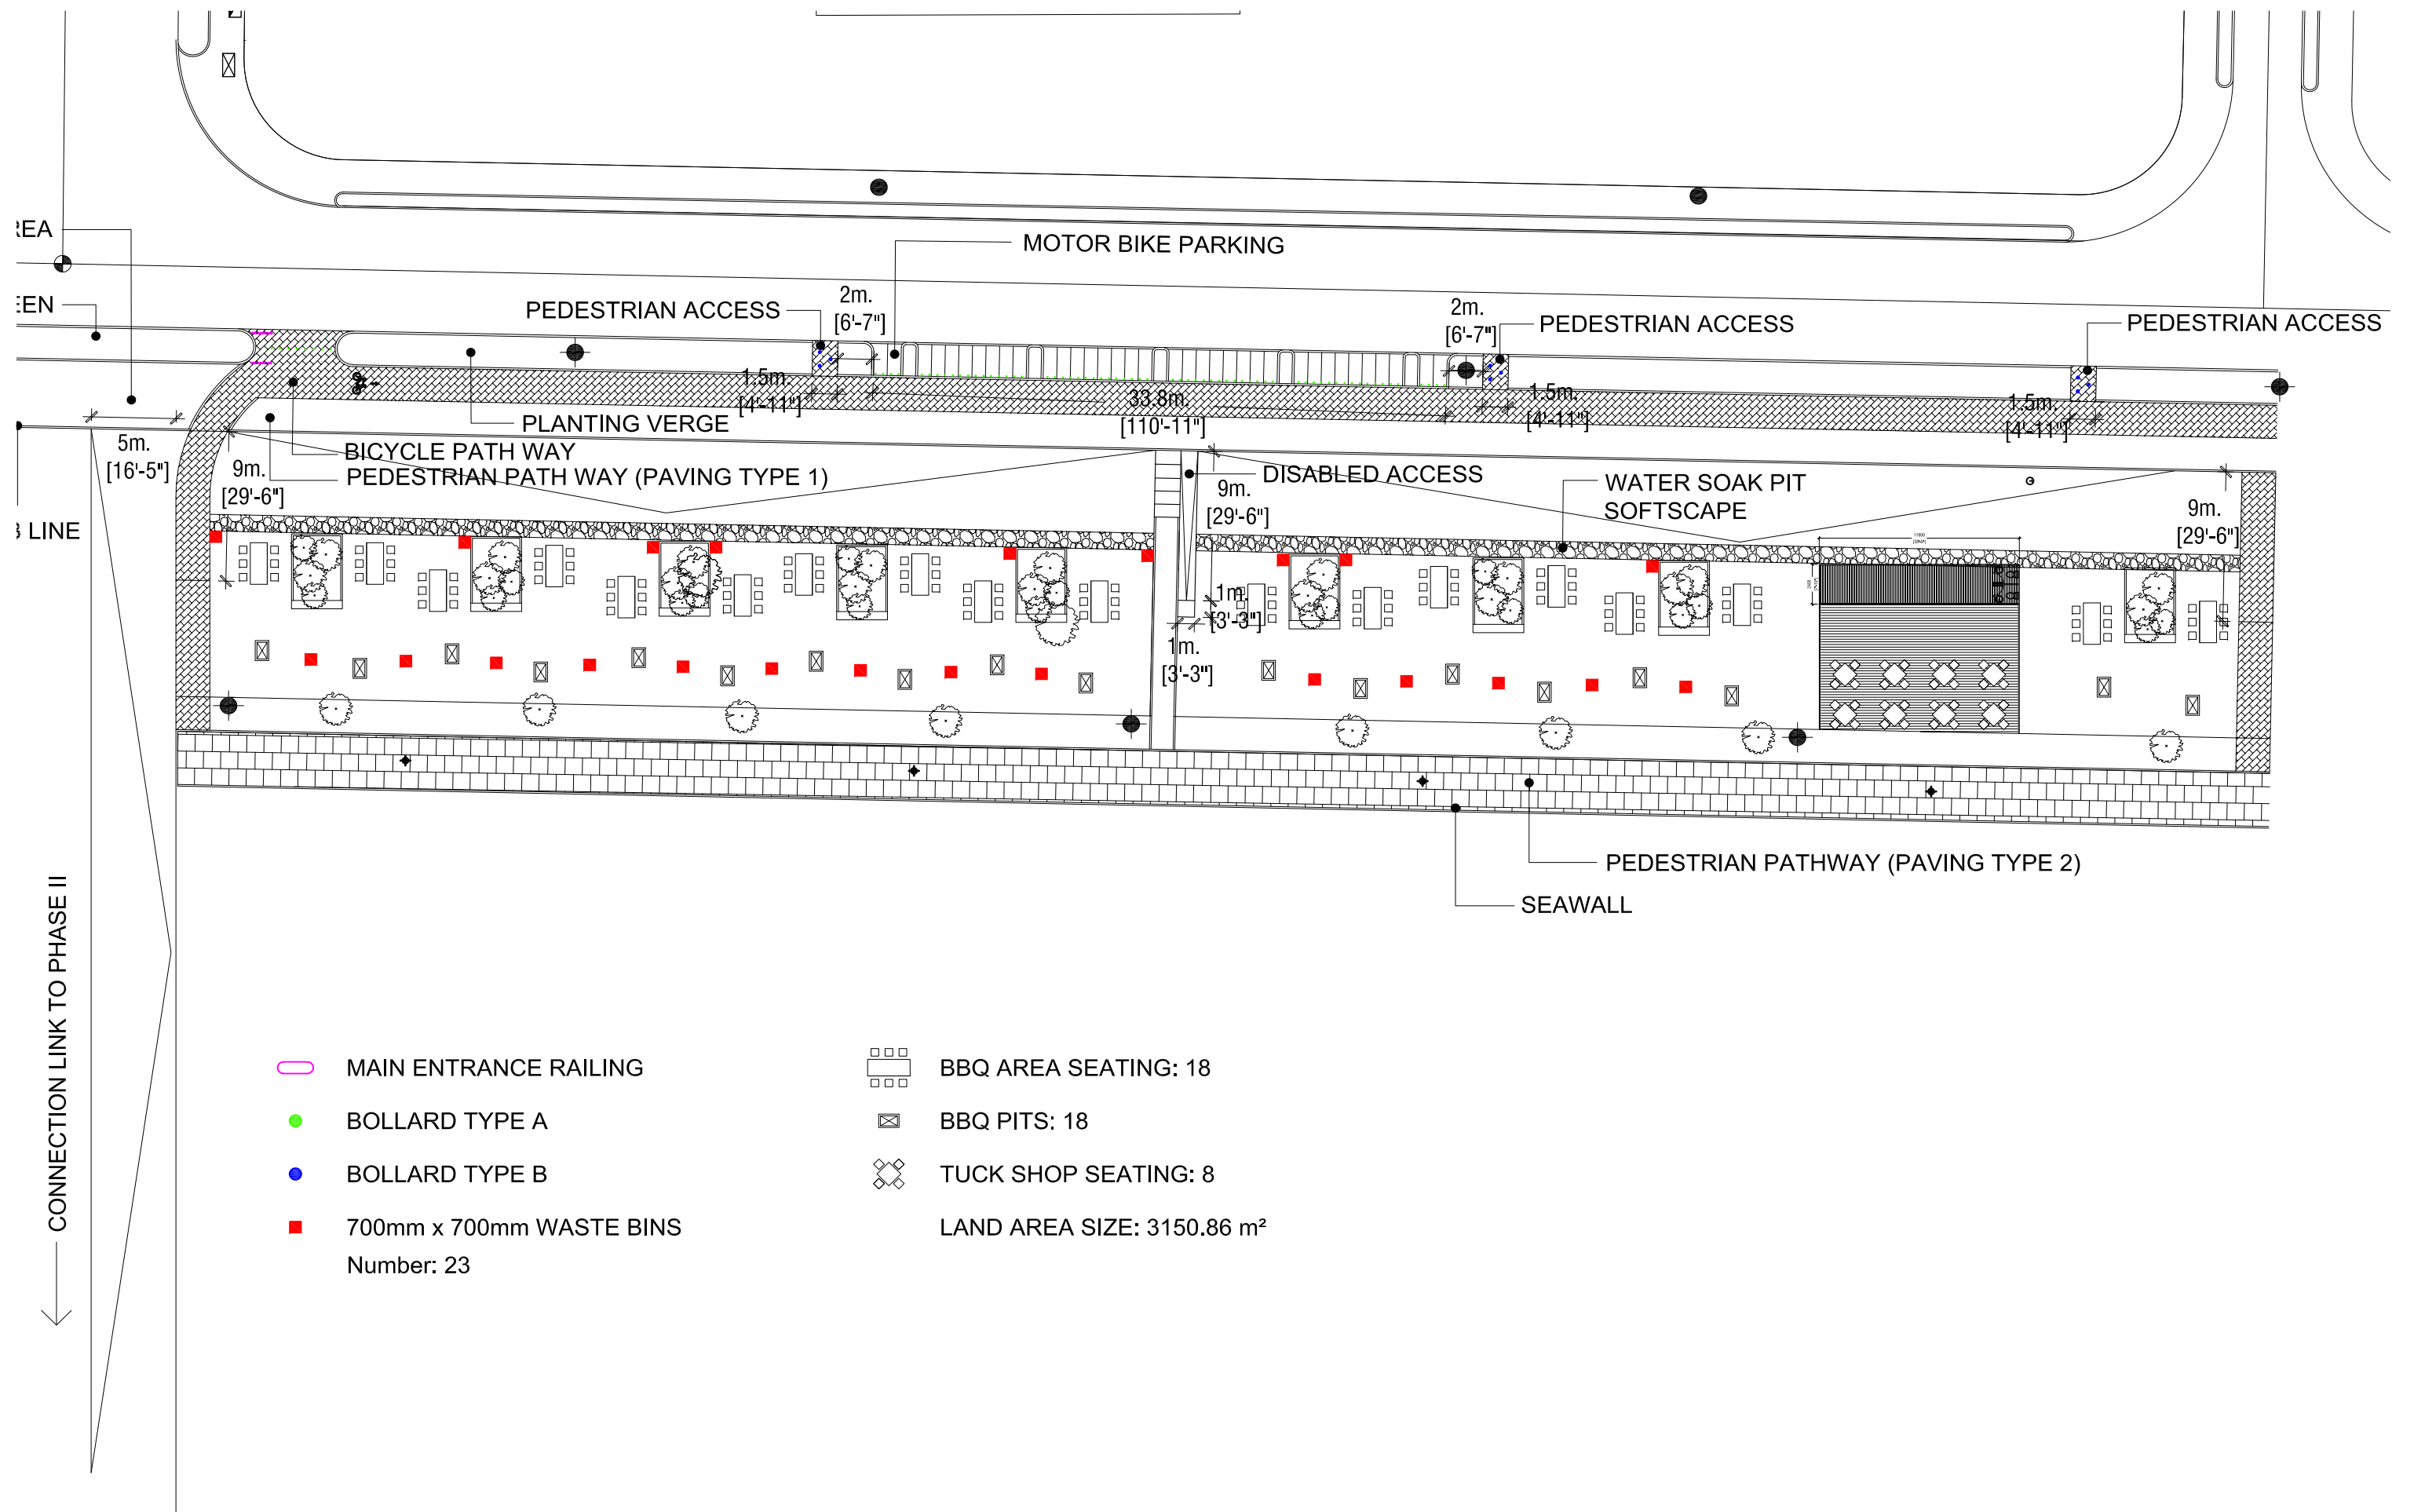 REA
MOTOR BIKE PARKING
EEN
PEDESTRIAN ACCESS
2m.
[6'-7"]
2m.
[6'-7"]
PEDESTRIAN ACCESS
PEDESTRIAN ACCESS
1.5m.
[4'-11"]
33.8m.
[110'-11"]
1.5m.
[4'-11"]
1.5m.
[4'-11"]
PLANTING VERGE
5m.
[16'-5"]
BICYCLE PATH WAY
PEDESTRIAN PATH WAY (PAVING TYPE 1)
9m.
[29'-6"]
DISABLED ACCESS
9m.
[29'-6"]
WATER SOAK PIT
SOFTSCAPE
9m.
[29'-6"]
LINE
1m.
[3'-3"]
1m.
[3'-3"]
PEDESTRIAN PATHWAY (PAVING TYPE 2)
SEAWALL
CONNECTION LINK TO PHASE II
MAIN ENTRANCE RAILING
BOLLARD TYPE A
BOLLARD TYPE B
700mm x 700mm WASTE BINS
Number: 23
BBQ AREA SEATING: 18
BBQ PITS: 18
TUCK SHOP SEATING: 8
LAND AREA SIZE: 3150.86 m²